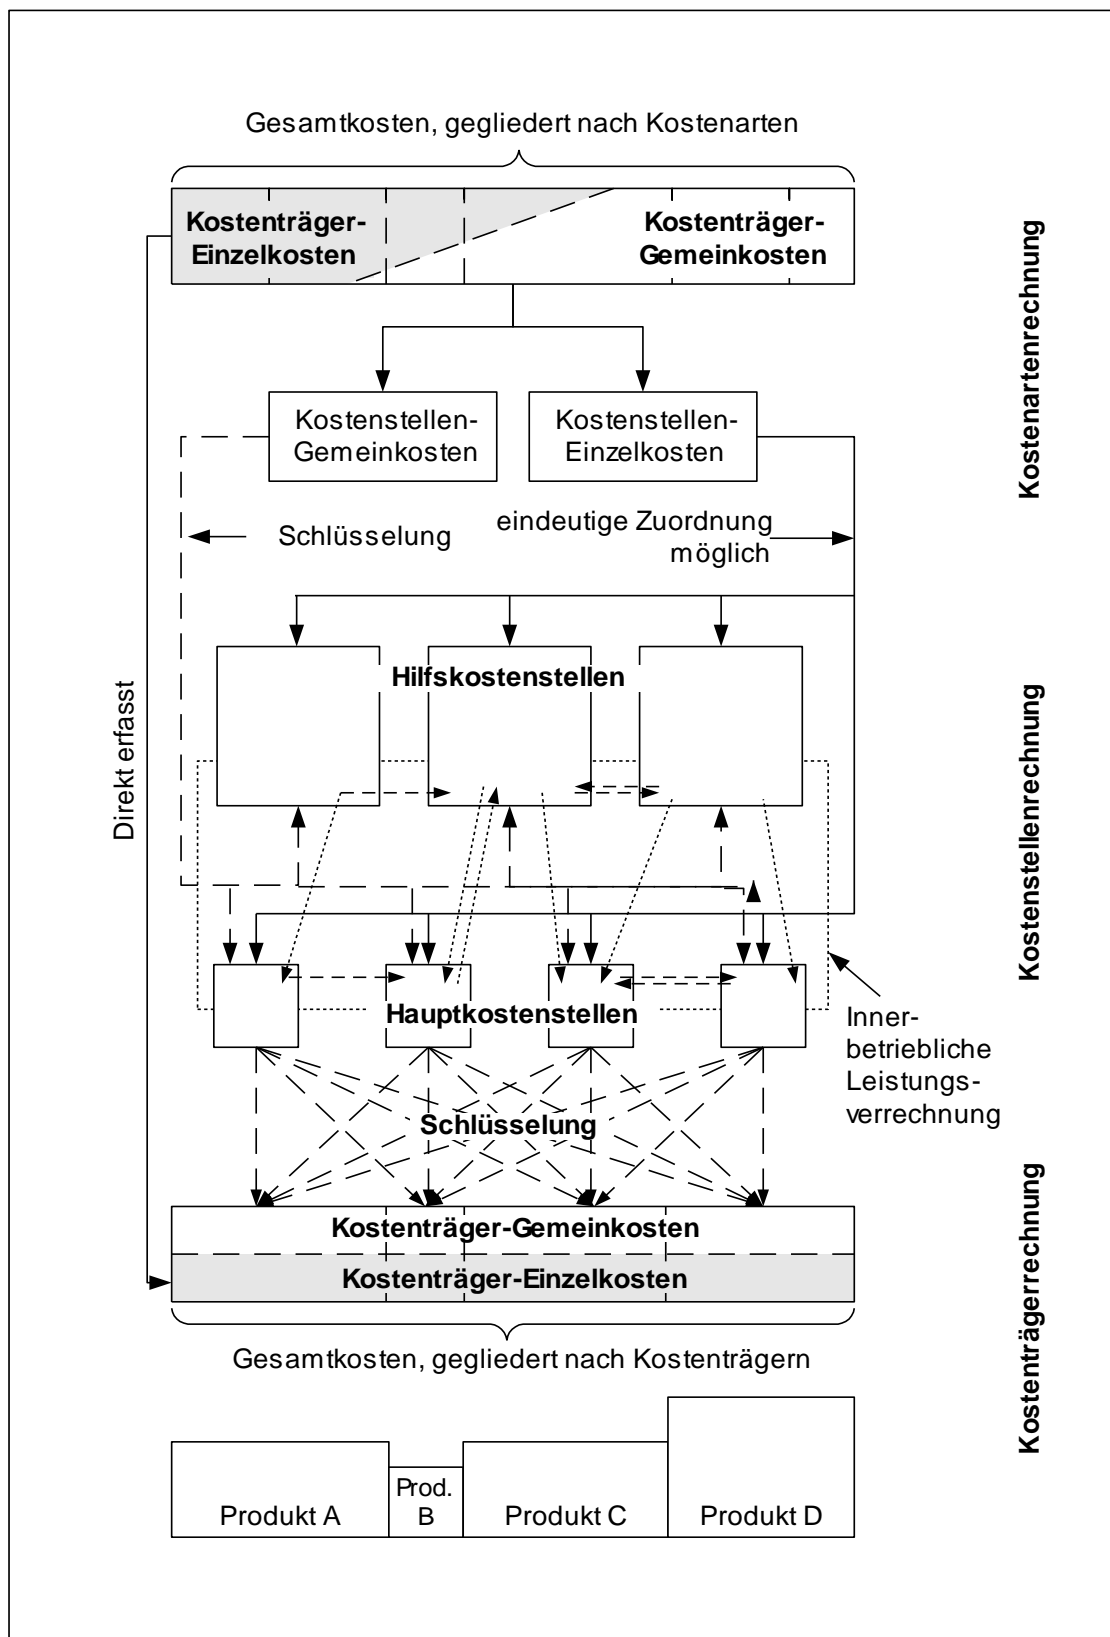 Gesamtkosten, gegliedert nach Kostenarten
Kostenträger-
Einzelkosten
Kostenträger-
Gemeinkosten
Kostenartenrechnung
Kostenstellen-
Gemeinkosten
Kostenstellen-
Einzelkosten
Schlüsselung
eindeutige Zuordnung
möglich
Direkt erfasst
Hilfskostenstellen
Kostenstellenrechnung
Hauptkostenstellen
Inner-
betriebliche
Leistungs-
verrechnung
Schlüsselung
Kostenträger-Gemeinkosten
Kostenträger-Einzelkosten
Kostenträgerrechnung
Gesamtkosten, gegliedert nach Kostenträgern
Produkt A
Prod.
B
Produkt C
Produkt D